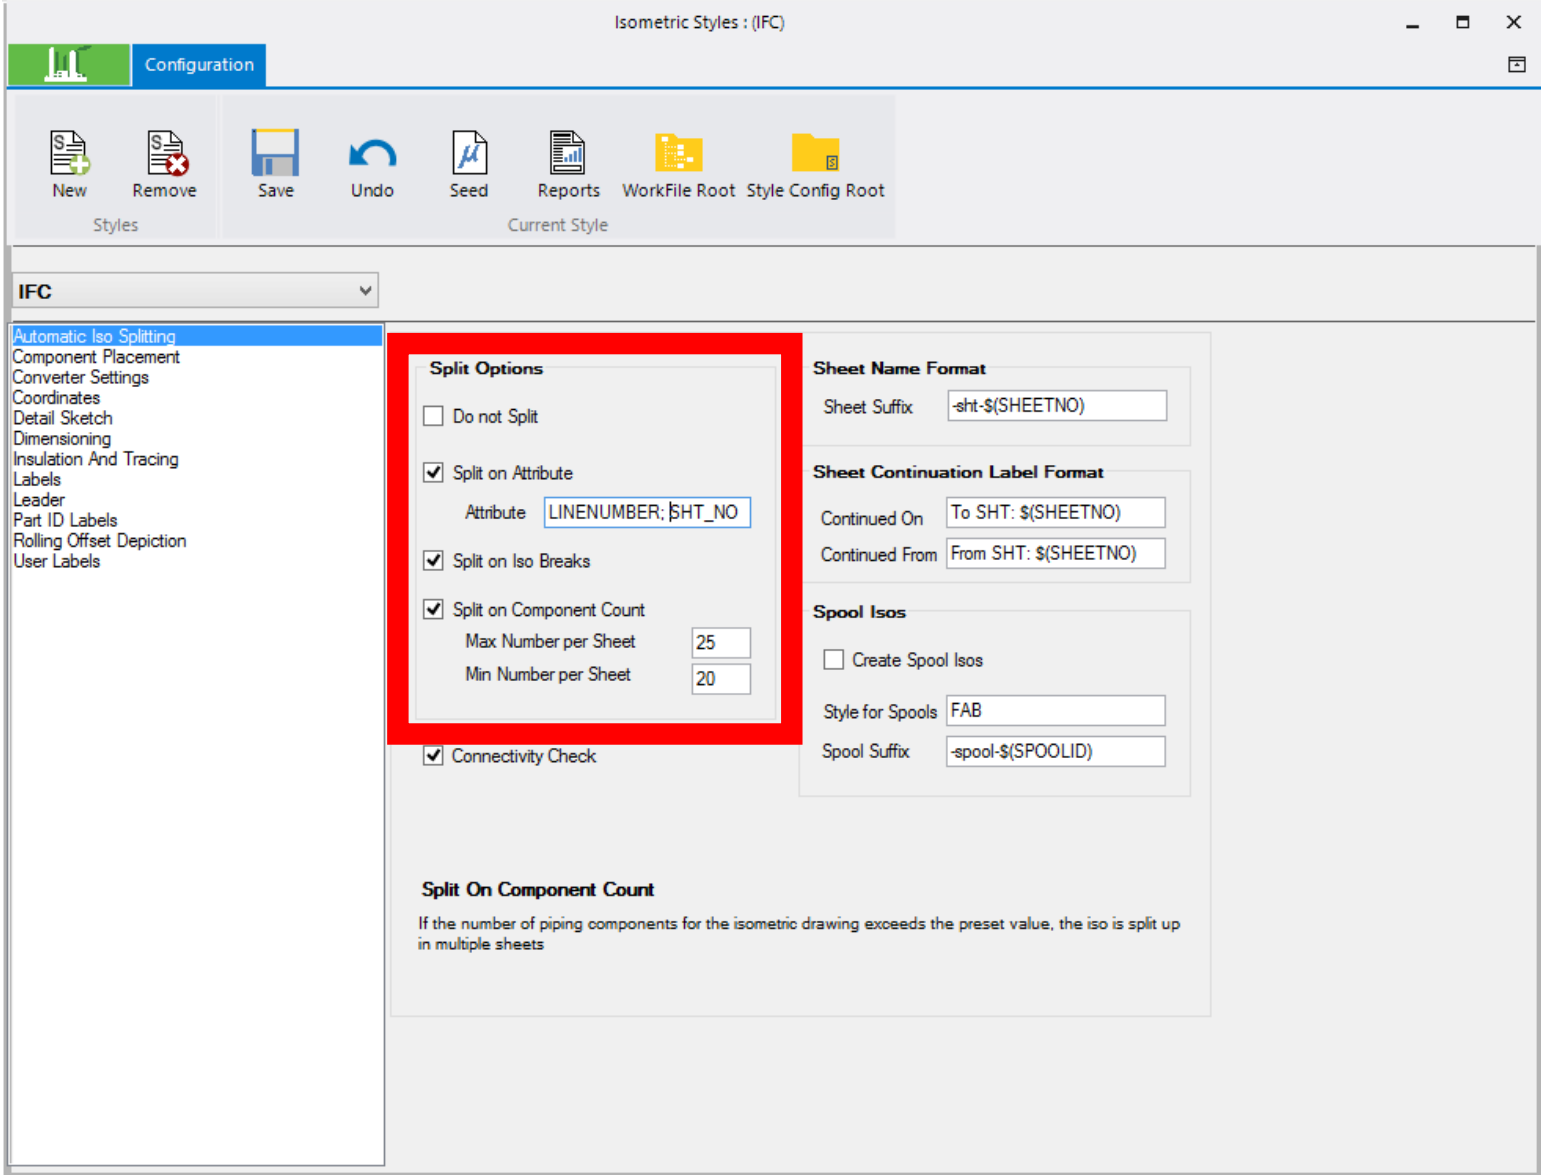 Isometric Styles : (IFC)
Configuration
New
Remove
Save
Undo
Seed
Reports
WorkFile Root
Style Config Root
Styles
Current Style
IFC
Automatic Iso Splitting
Component Placement
Converter Settings
Coordinates
Detail Sketch
Dimensioning
Insulation And Tracing
Labels
Leader
Part ID Labels
Rolling Offset Depiction
User Labels
Split Options
Do not Split
Split on Attribute
Attribute LINENUMBER; SHT_NO
Split on Iso Breaks
Split on Component Count
Max Number per Sheet 25
Min Number per Sheet 20
Connectivity Check
Sheet Name Format
Sheet Suffix -sht-$(SHEETNO)
Sheet Continuation Label Format
Continued On To SHT: $(SHEETNO)
Continued From From SHT: $(SHEETNO)
Spool Isos
Create Spool Isos
Style for Spools FAB
Spool Suffix -spool-$(SPOOLID)
Split On Component Count
If the number of piping components for the isometric drawing exceeds the preset value, the iso is split up
in multiple sheets